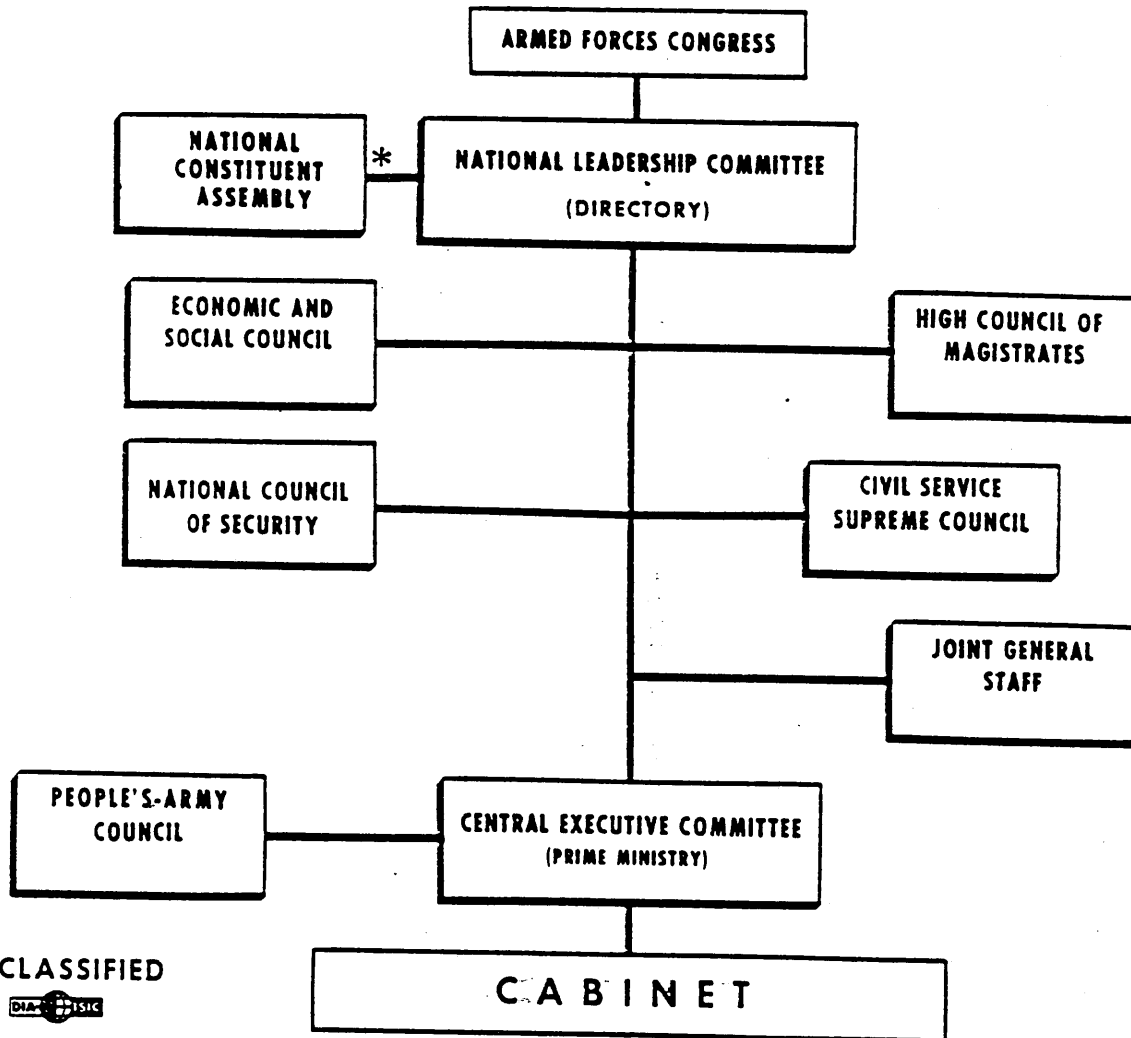 ARMED FORCES CONGRESS
NATIONAL
CONSTITUENT
ASSEMBLY
*
NATIONAL LEADERSHIP COMMITTEE
(DIRECTORY)
ECONOMIC AND
SOCIAL COUNCIL
HIGH COUNCIL OF
MAGISTRATES
NATIONAL COUNCIL
OF SECURITY
CIVIL SERVICE
SUPREME COUNCIL
JOINT GENERAL
STAFF
PEOPLE'S-ARMY
COUNCIL
CENTRAL EXECUTIVE COMMITTEE
(PRIME MINISTRY)
CLASSIFIED
DIA ISIC
CABINET